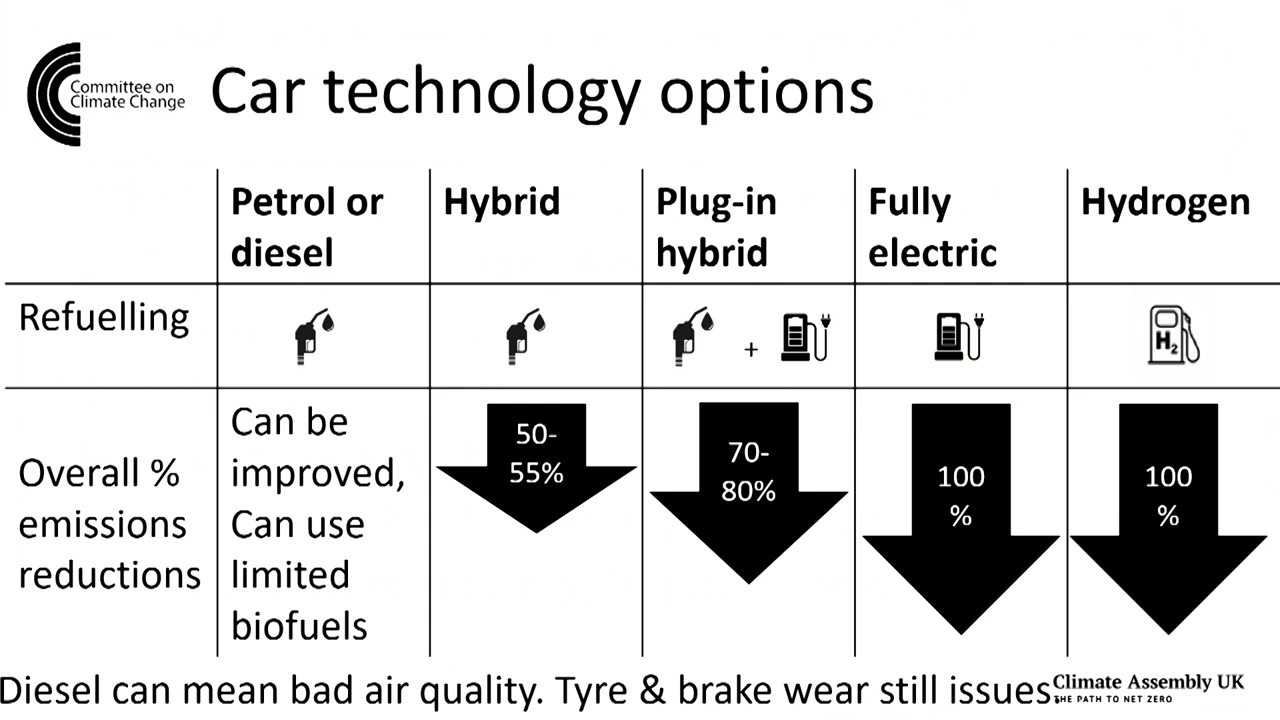 Committee on
Climate Change
Car technology options
Petrol or
diesel
Hybrid
Plug-in
hybrid
Fully
electric
Hydrogen
Refuelling
+
H2
Overall %
emissions
reductions
Can be
improved,
Can use
limited
biofuels
50-
55%
70-
80%
100
%
100
%
Diesel can mean bad air quality. Tyre & brake wear still issues.
Climate Assembly UK
THE PATH TO NET ZERO